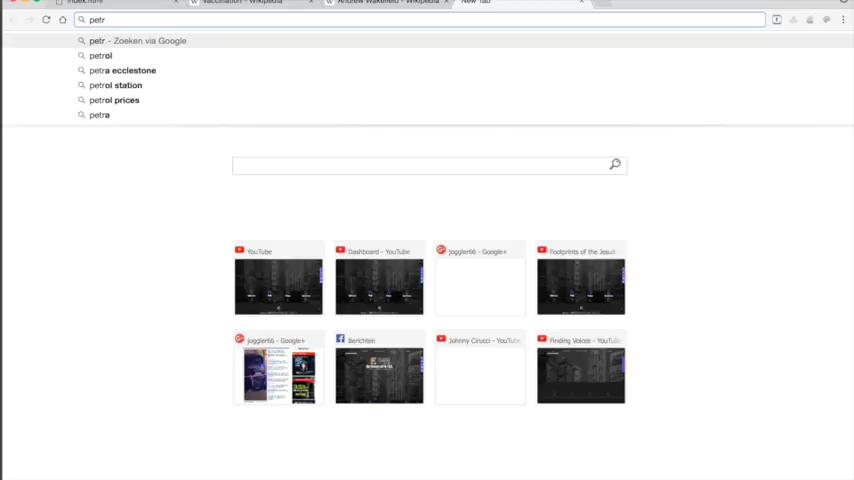 index.html
Vaccination - Wikipedia
Andrew Wakefield - Wikipedia
New Tab
petr
petr - Zoeken via Google
petrol
petra ecclestone
petrol station
petrol prices
petra
YouTube
Dashboard - YouTube
joggler66 - Google+
Footprints of the Jesuit
joggler66 - Google+
Berichten
Johnny Cirucci - YouTube
Finding Voices - YouTube